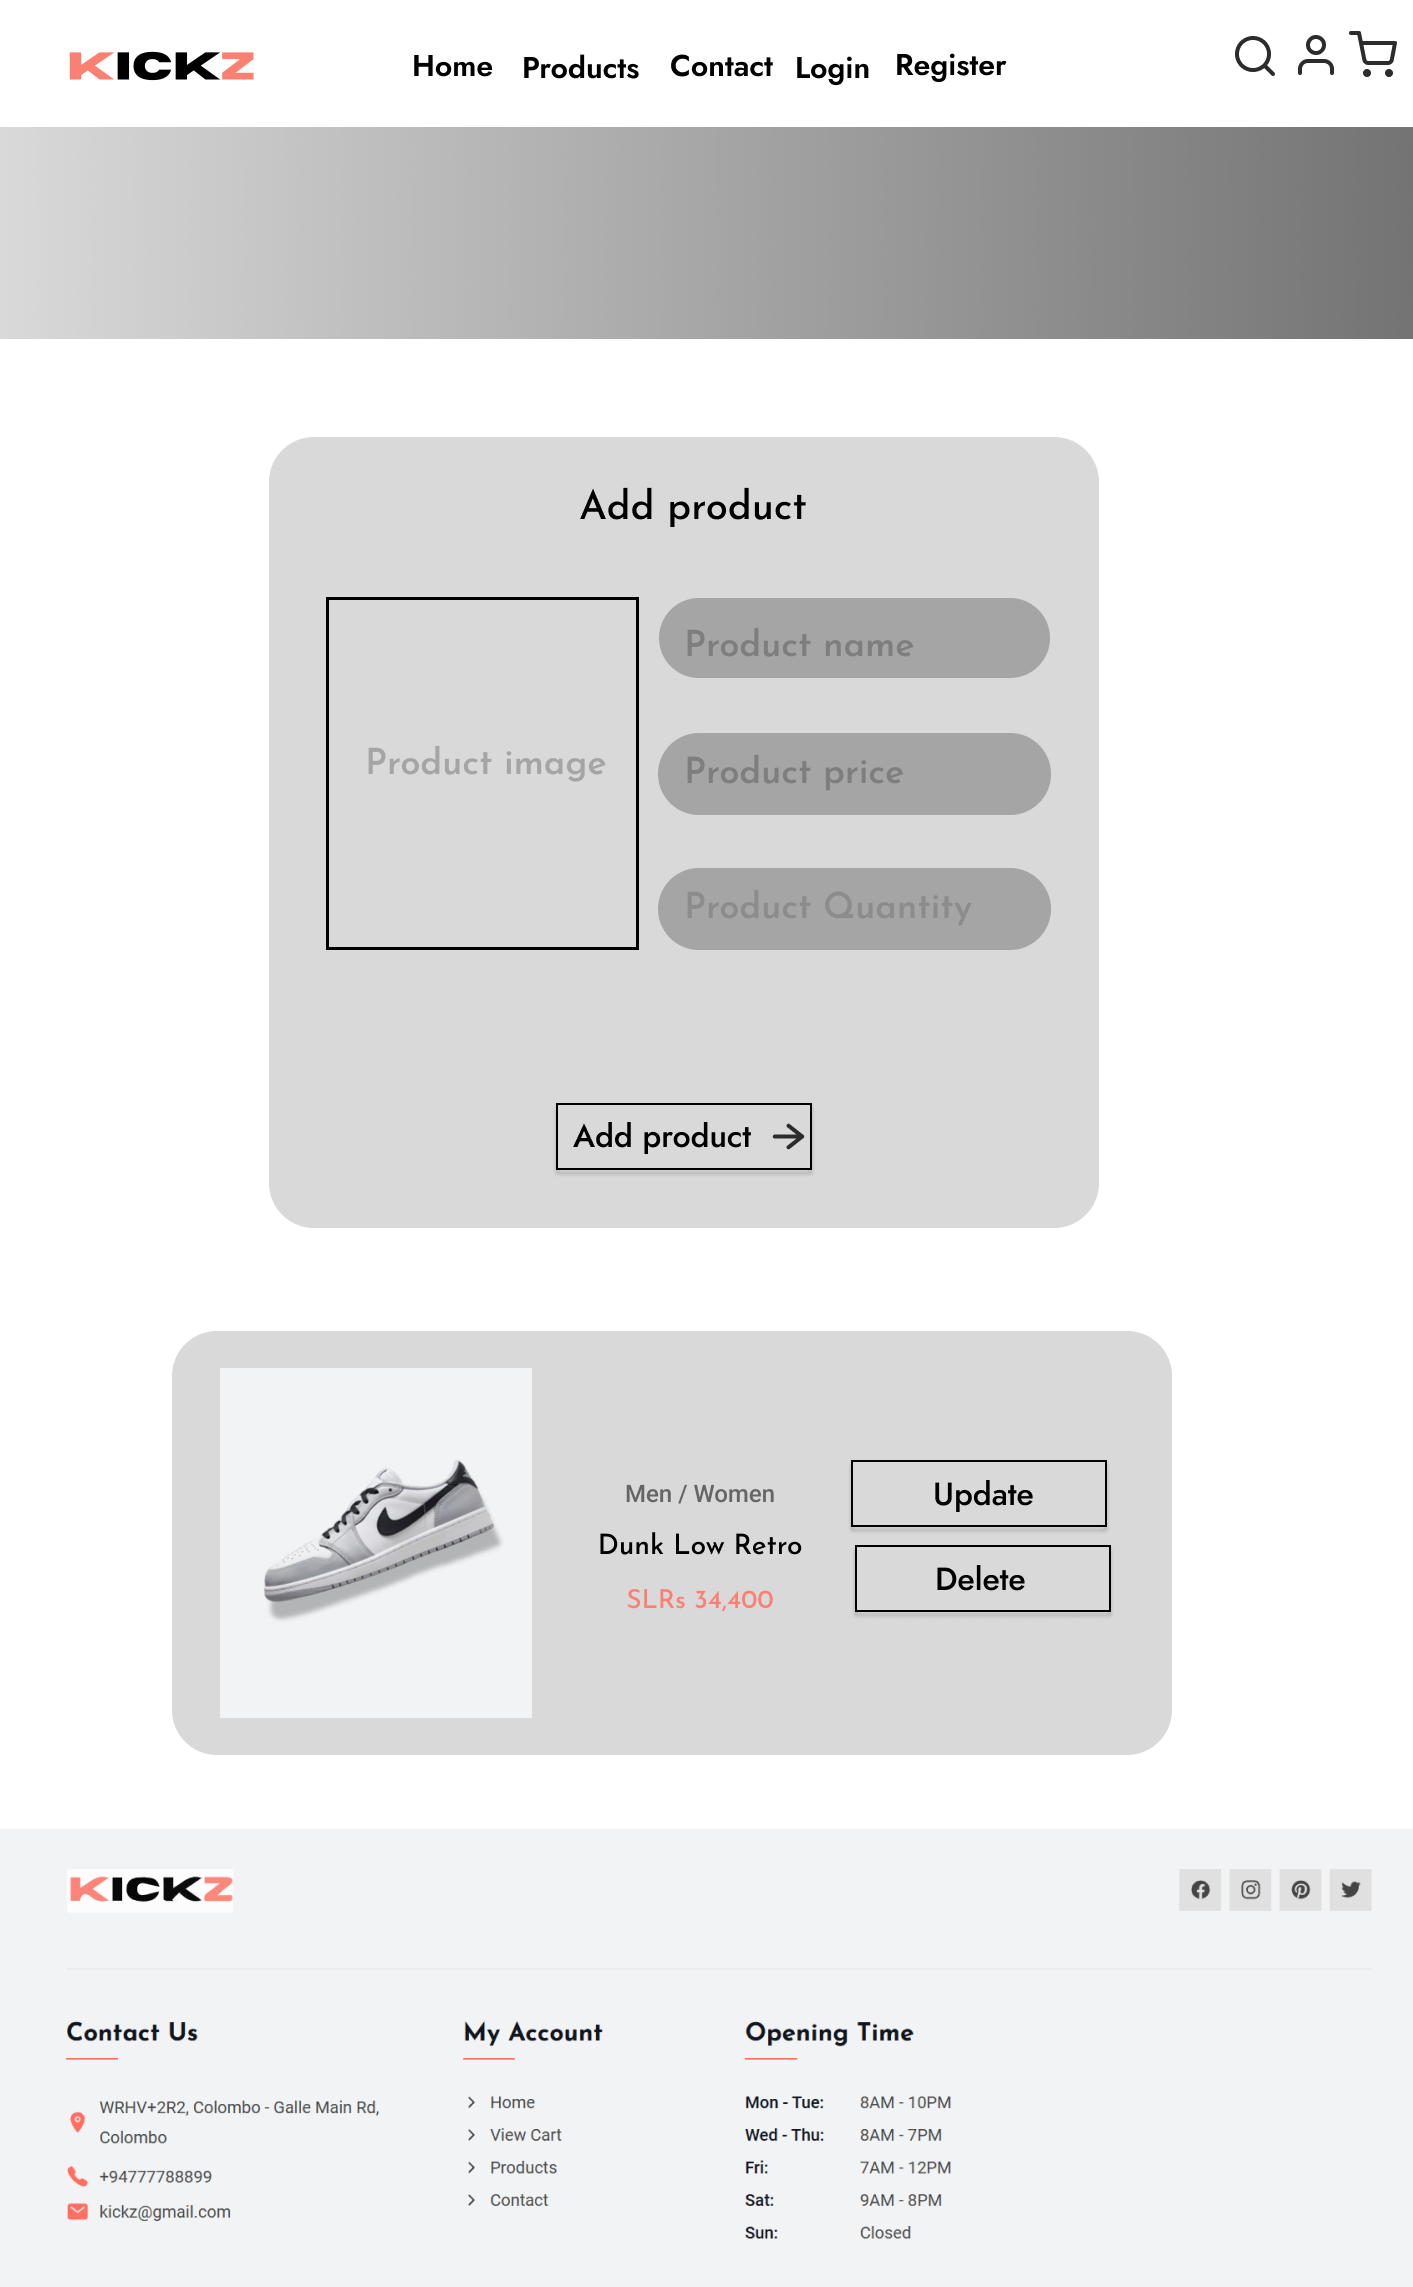 KICKZ
Home Products Contact Login Register
Add product
Product image
Product name
Product price
Product Quantity
Add product
Men / Women
Dunk Low Retro
SLRs 34,400
Update
Delete
KICKZ
Contact Us
WRHV+2R2, Colombo - Galle Main Rd,
Colombo
+94777788899
kickz@gmail.com
My Account
Home
View Cart
Products
Contact
Opening Time
Mon - Tue: 8AM - 10PM
Wed - Thu: 8AM - 7PM
Fri: 7AM - 12PM
Sat: 9AM - 8PM
Sun: Closed